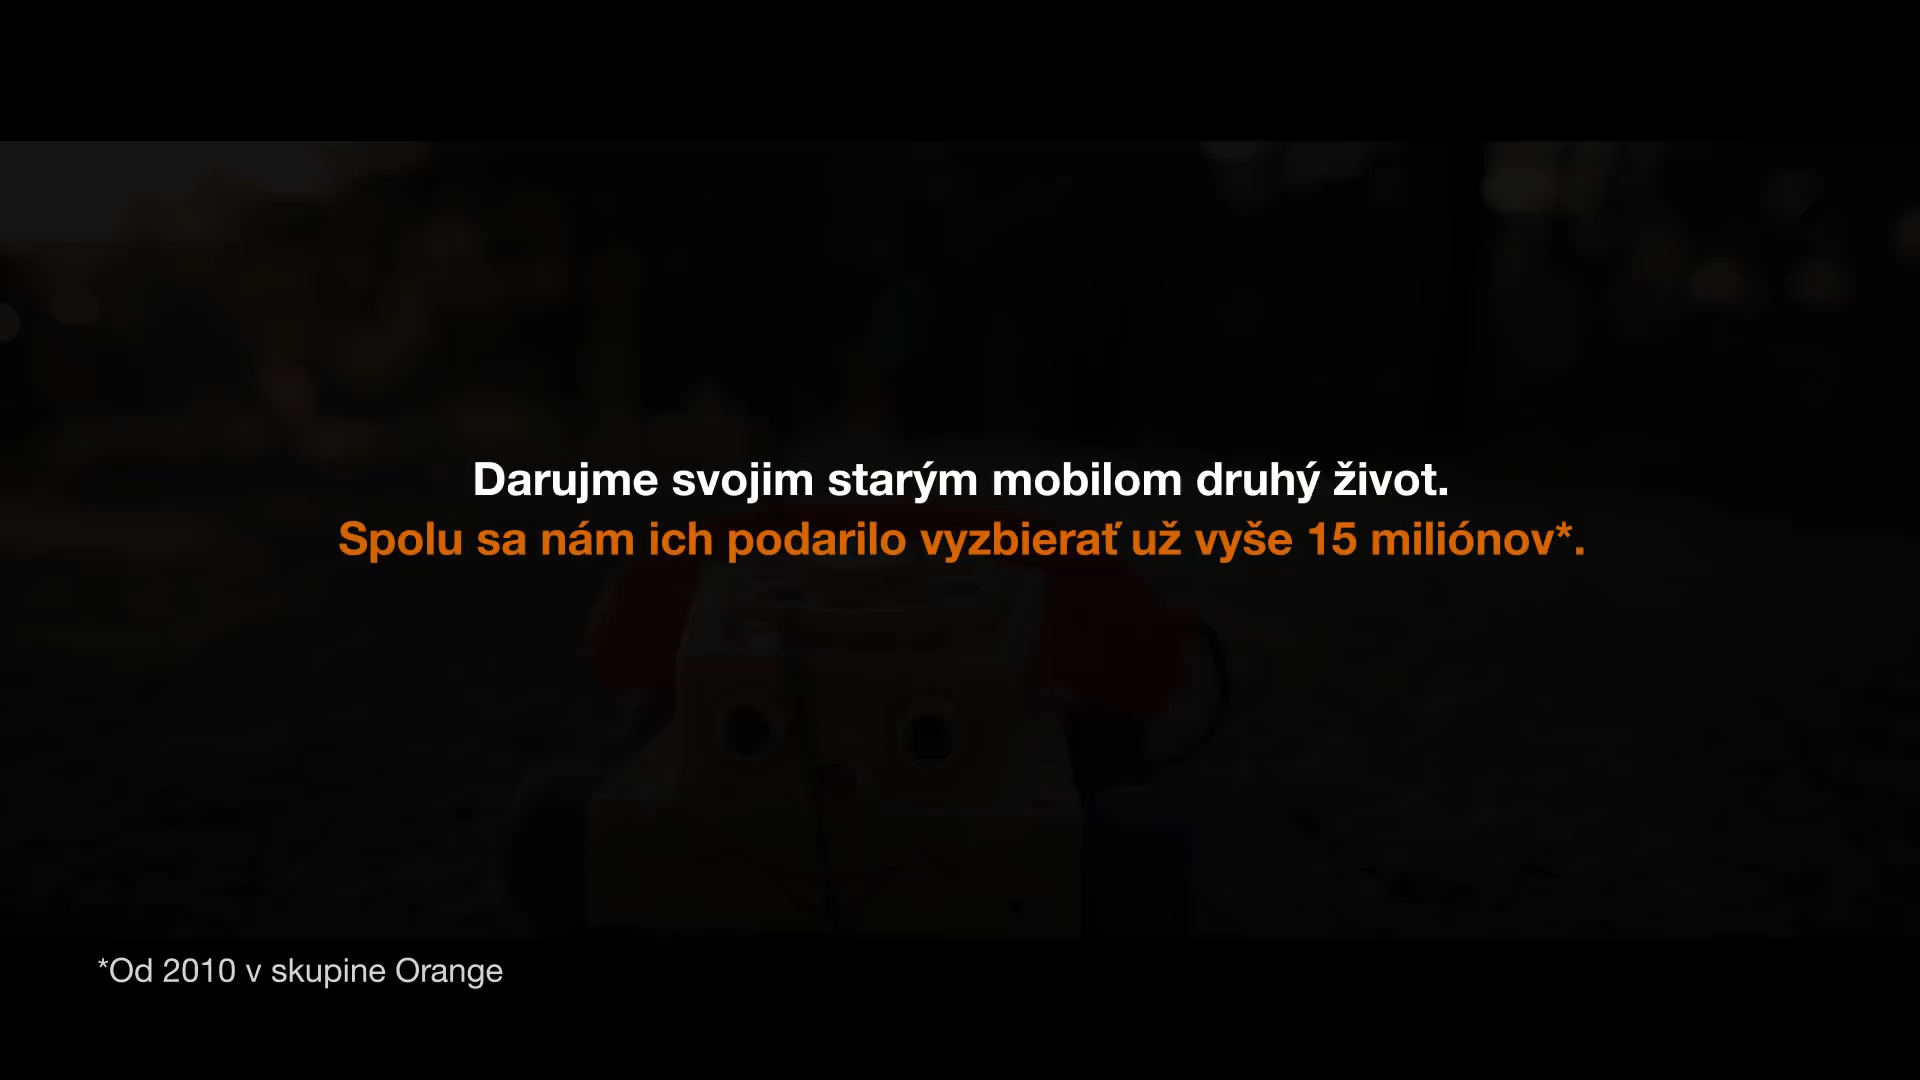 Darujme svojim starým mobilom druhý život.
Spolu sa nám ich podarilo vyzbierať už vyše 15 miliónov*.
*Od 2010 v skupine Orange